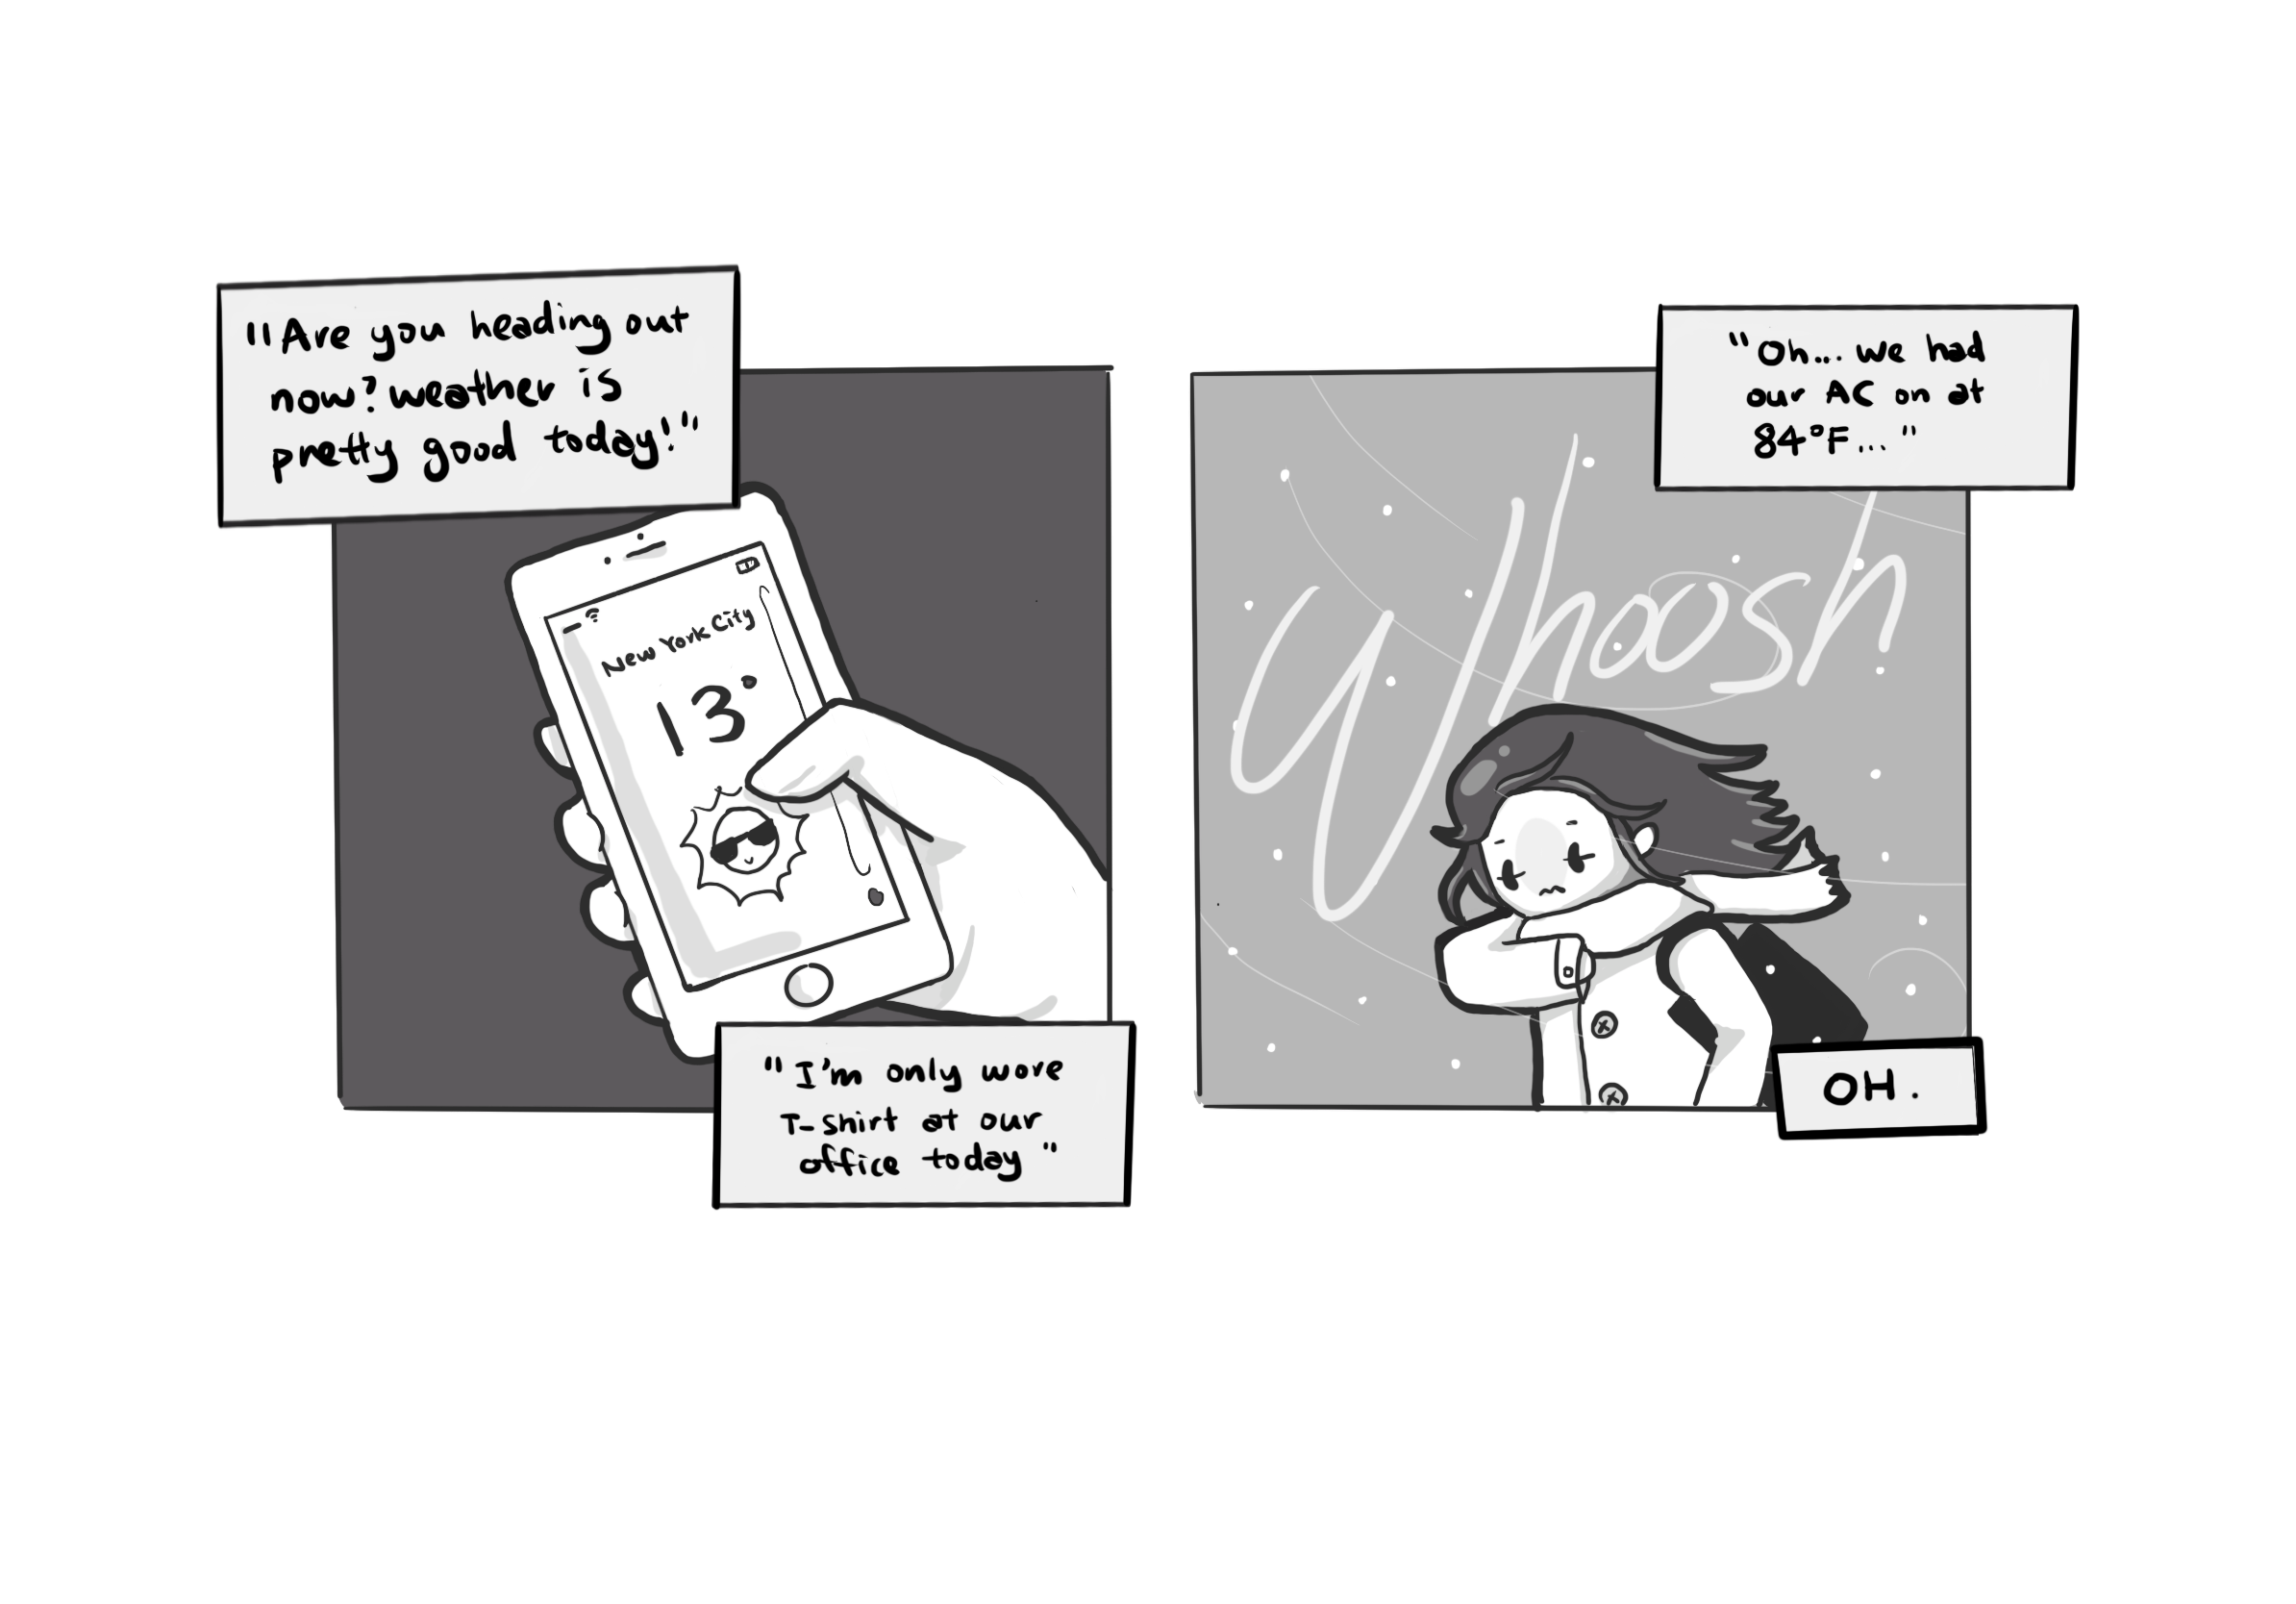 "Are you heading out
now? weather is
pretty good today!"
New York City
13°
"I'm only wore
T-shirt at our
office today"
"Oh... we had
our AC on at
84°F..."
Whoosh
OH.